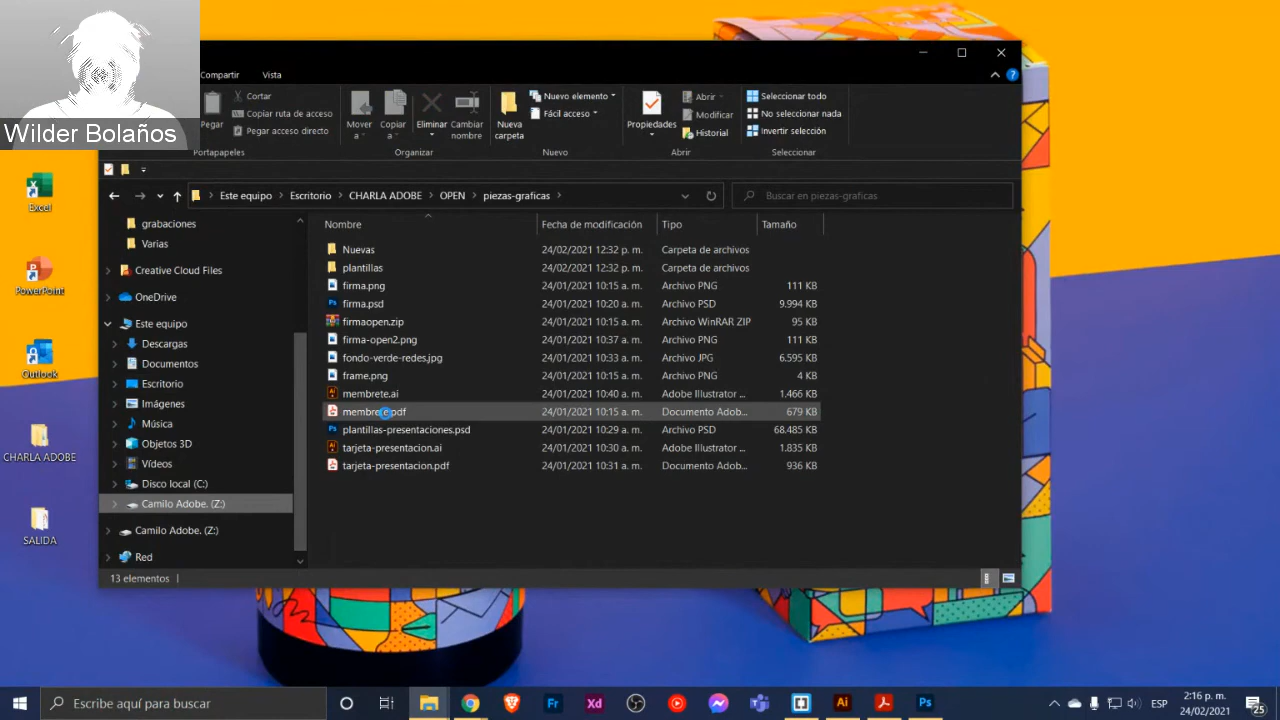 Wilder Bolaños
Compartir
Vista
Pegar
Cortar
Copiar ruta de acceso
Pegar acceso directo
Portapapeles
Mover a
Copiar a
Eliminar
Cambiar nombre
Organizar
Nueva carpeta
Nuevo elemento
Fácil acceso
Nuevo
Propiedades
Abrir
Modificar
Historial
Abrir
Seleccionar todo
No seleccionar nada
Invertir selección
Seleccionar
Este equipo
Escritorio
CHARLA ADOBE
OPEN
piezas-graficas
Buscar en piezas-graficas
Nombre Fecha de modificación Tipo Tamaño
Nuevas 24/02/2021 12:32 p. m. Carpeta de archivos
plantillas 24/02/2021 12:32 p. m. Carpeta de archivos
firma.png 24/01/2021 10:15 a. m. Archivo PNG 111 KB
firma.psd 24/01/2021 10:20 a. m. Archivo PSD 9.994 KB
firmaopen.zip 24/01/2021 10:15 a. m. Archivo WinRAR ZIP 95 KB
firma-open2.png 24/01/2021 10:37 a. m. Archivo PNG 111 KB
fondo-verde-redes.jpg 24/01/2021 10:33 a. m. Archivo JPG 6.595 KB
frame.png 24/01/2021 10:15 a. m. Archivo PNG 4 KB
membrete.ai 24/01/2021 10:40 a. m. Adobe Illustrator ... 1.466 KB
membrete.pdf 24/01/2021 10:15 a. m. Documento Adob... 679 KB
plantillas-presentaciones.psd 24/01/2021 10:29 a. m. Archivo PSD 68.485 KB
tarjeta-presentacion.ai 24/01/2021 10:30 a. m. Adobe Illustrator ... 1.835 KB
tarjeta-presentacion.pdf 24/01/2021 10:31 a. m. Documento Adob... 936 KB
grabaciones
Varias
Creative Cloud Files
OneDrive
Este equipo
Descargas
Documentos
Escritorio
Imágenes
Música
Objetos 3D
Vídeos
Disco local (C:)
Camilo Adobe. (Z:)
Camilo Adobe. (Z:)
Red
13 elementos
Excel
PowerPoint
Outlook
CHARLA ADOBE
SALIDA
Escribe aquí para buscar
Fr
Xd
Ai
Ps
ESP
2:16 p. m.
24/02/2021
25